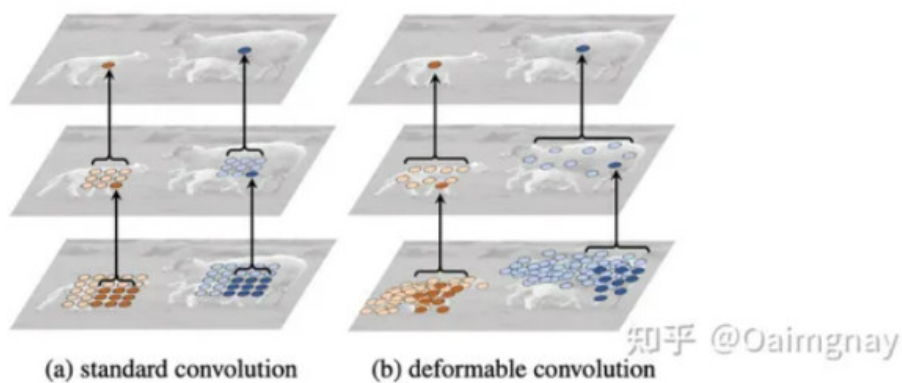 知乎 @Oaimgnay
(a) standard convolution
(b) deformable convolution